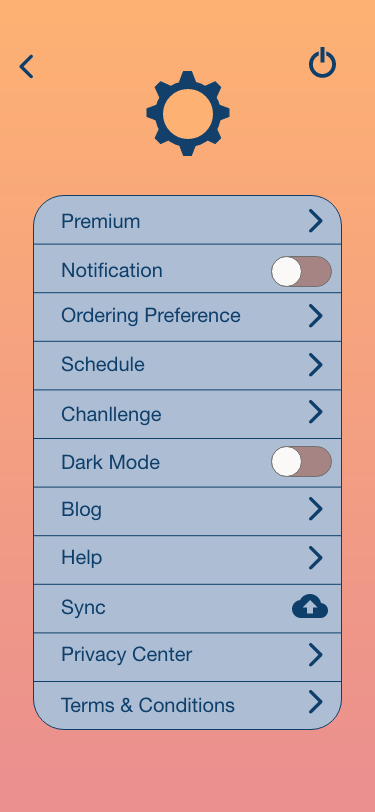 Premium
Notification
Ordering Preference
Schedule
Chanllenge
Dark Mode
Blog
Help
Sync
Privacy Center
Terms & Conditions